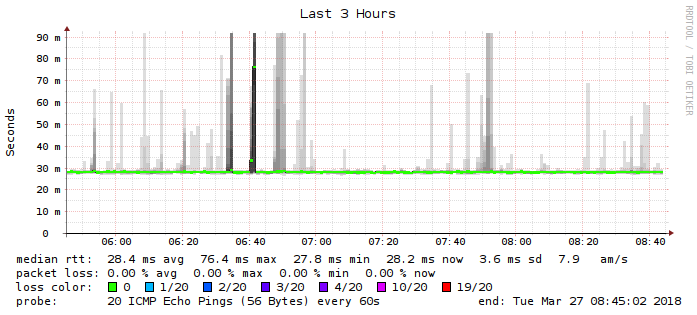 Last 3 Hours
RRDTOOL / TOBI OETIKER
Seconds
90 m
80 m
70 m
60 m
50 m
40 m
30 m
20 m
10 m
0
06:00 06:20 06:40 07:00 07:20 07:40 08:00 08:20 08:40
median rtt: 28.4 ms avg 76.4 ms max 27.8 ms min 28.2 ms now 3.6 ms sd 7.9 am/s
packet loss: 0.00 % avg 0.00 % max 0.00 % min 0.00 % now
loss color: 0 1/20 2/20 3/20 4/20 10/20 19/20
probe: 20 ICMP Echo Pings (56 Bytes) every 60s end: Tue Mar 27 08:45:02 2018